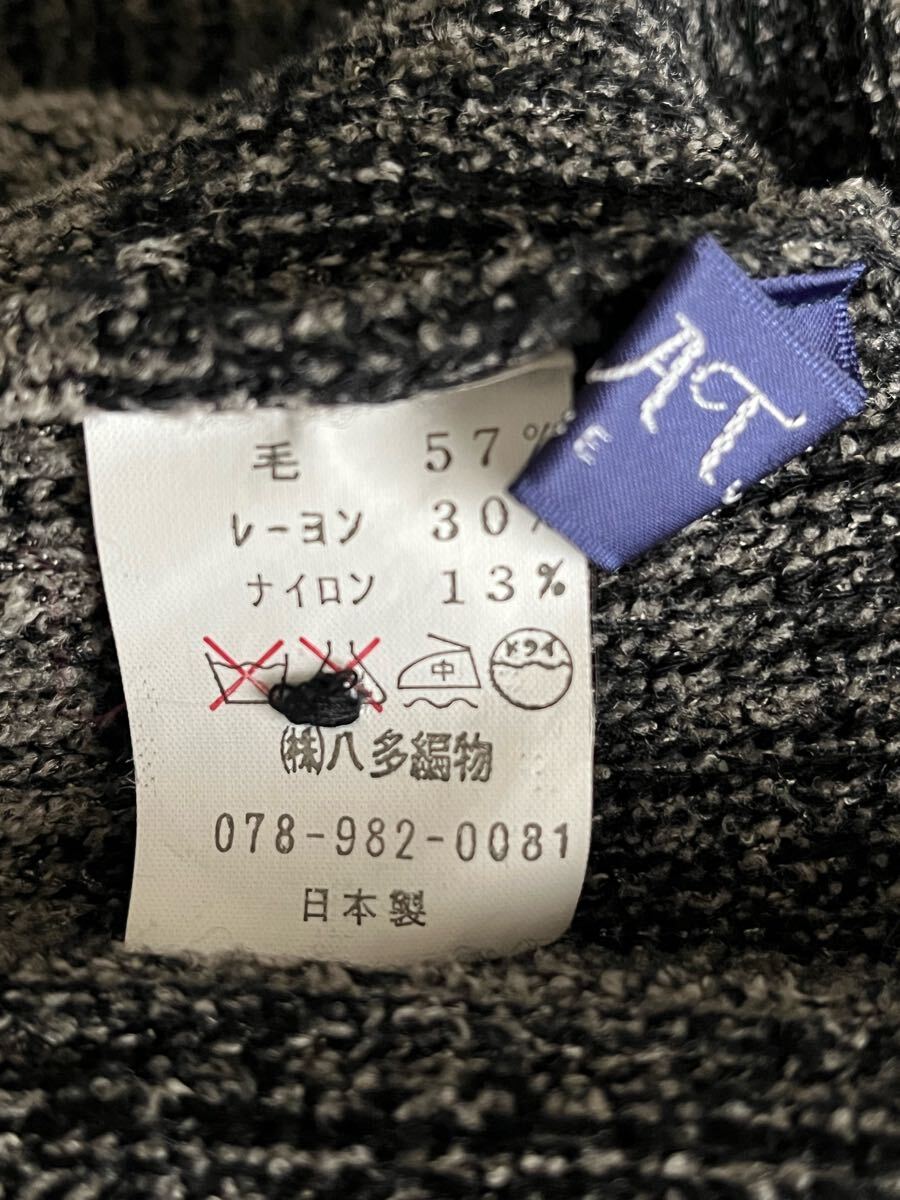 毛 57%
レーヨン 30%
ナイロン 13%
中 ドライ
㈱八多編物
078-982-0081
日本製
AT.
E